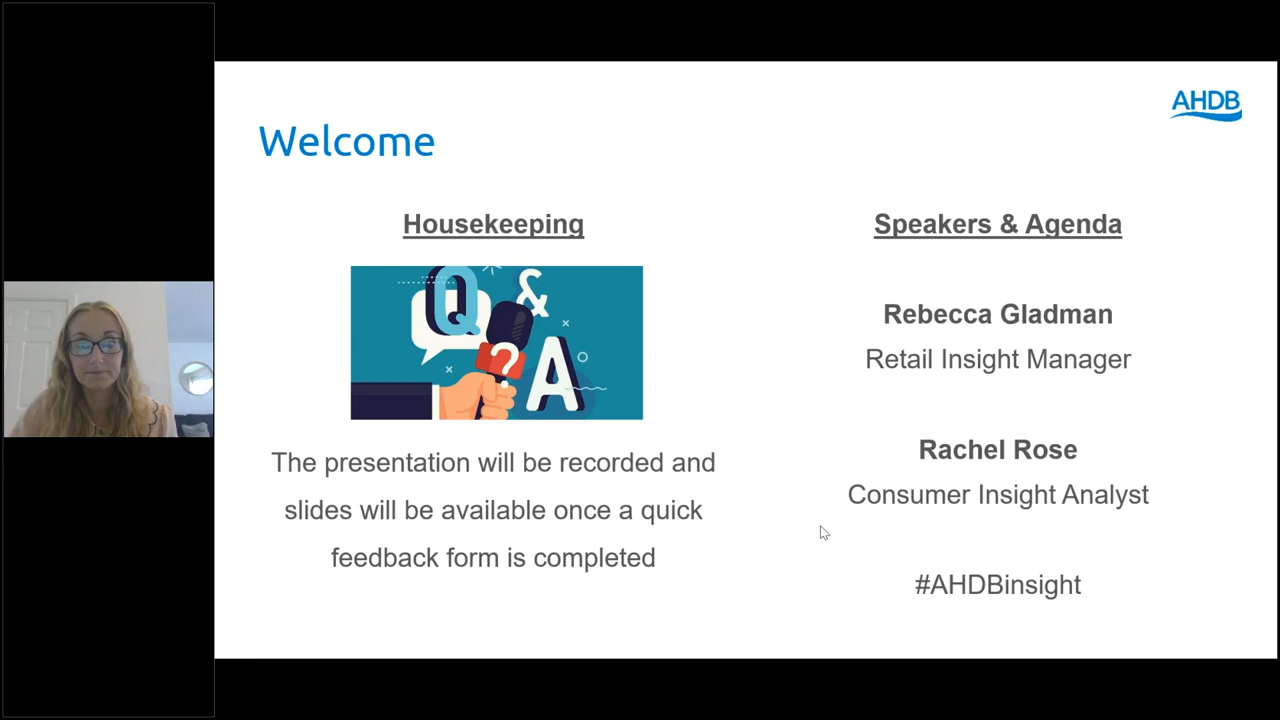 AHDB
Welcome
Housekeeping
Q & A
?
The presentation will be recorded and
slides will be available once a quick
feedback form is completed
Speakers & Agenda
Rebecca Gladman
Retail Insight Manager
Rachel Rose
Consumer Insight Analyst
#AHDBinsight